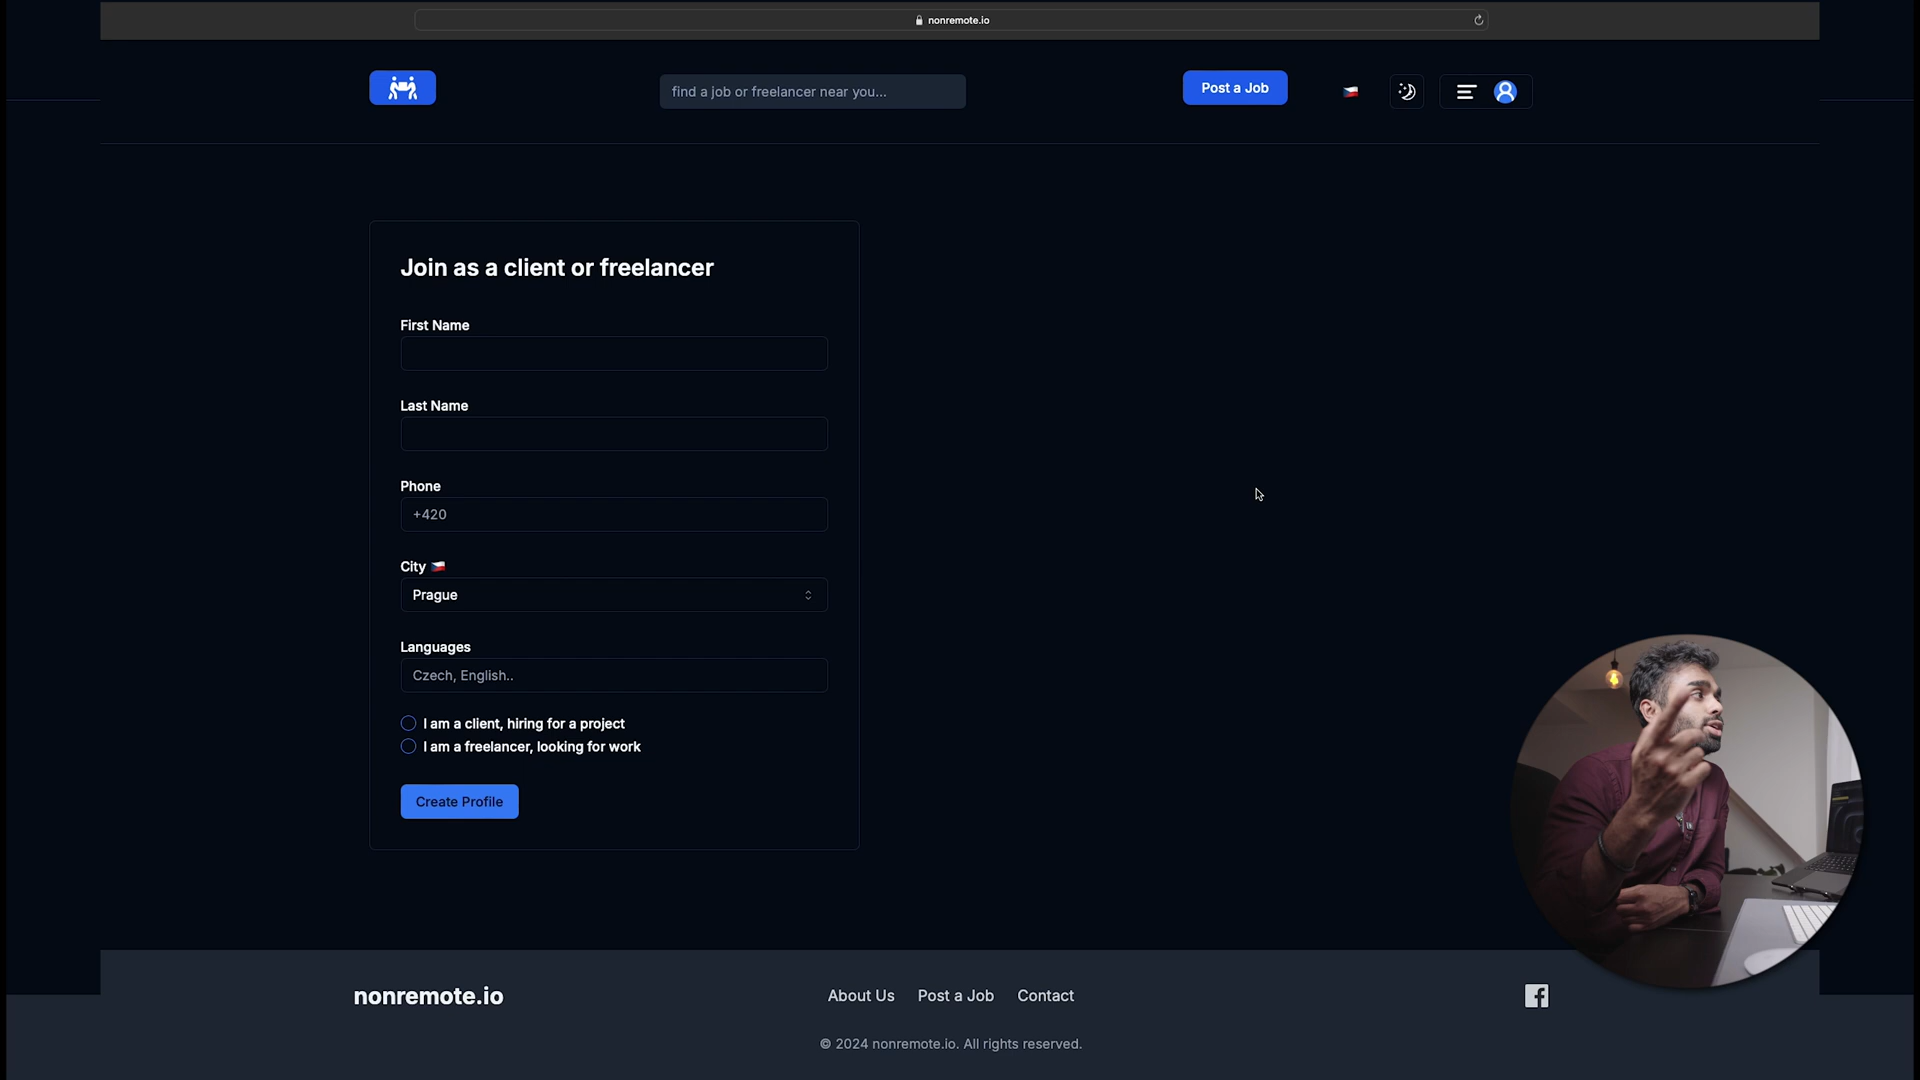 nonremote.io
find a job or freelancer near you...
Post a Job
Join as a client or freelancer
First Name
Last Name
Phone
+420
City
Prague
Languages
Czech, English..
I am a client, hiring for a project
I am a freelancer, looking for work
Create Profile
nonremote.io
About Us
Post a Job
Contact
© 2024 nonremote.io. All rights reserved.